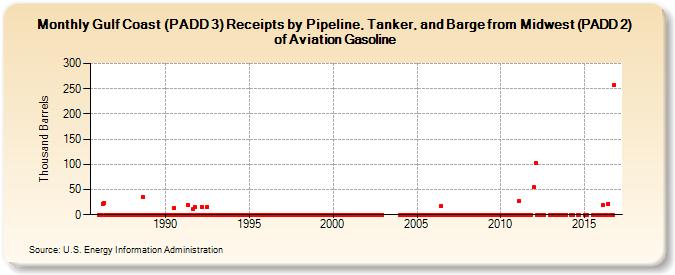 Monthly Gulf Coast (PADD 3) Receipts by Pipeline, Tanker, and Barge from Midwest (PADD 2)
of Aviation Gasoline
Thousand Barrels
300
250
200
150
100
50
0
1990 1995 2000 2005 2010 2015
Source: U.S. Energy Information Administration